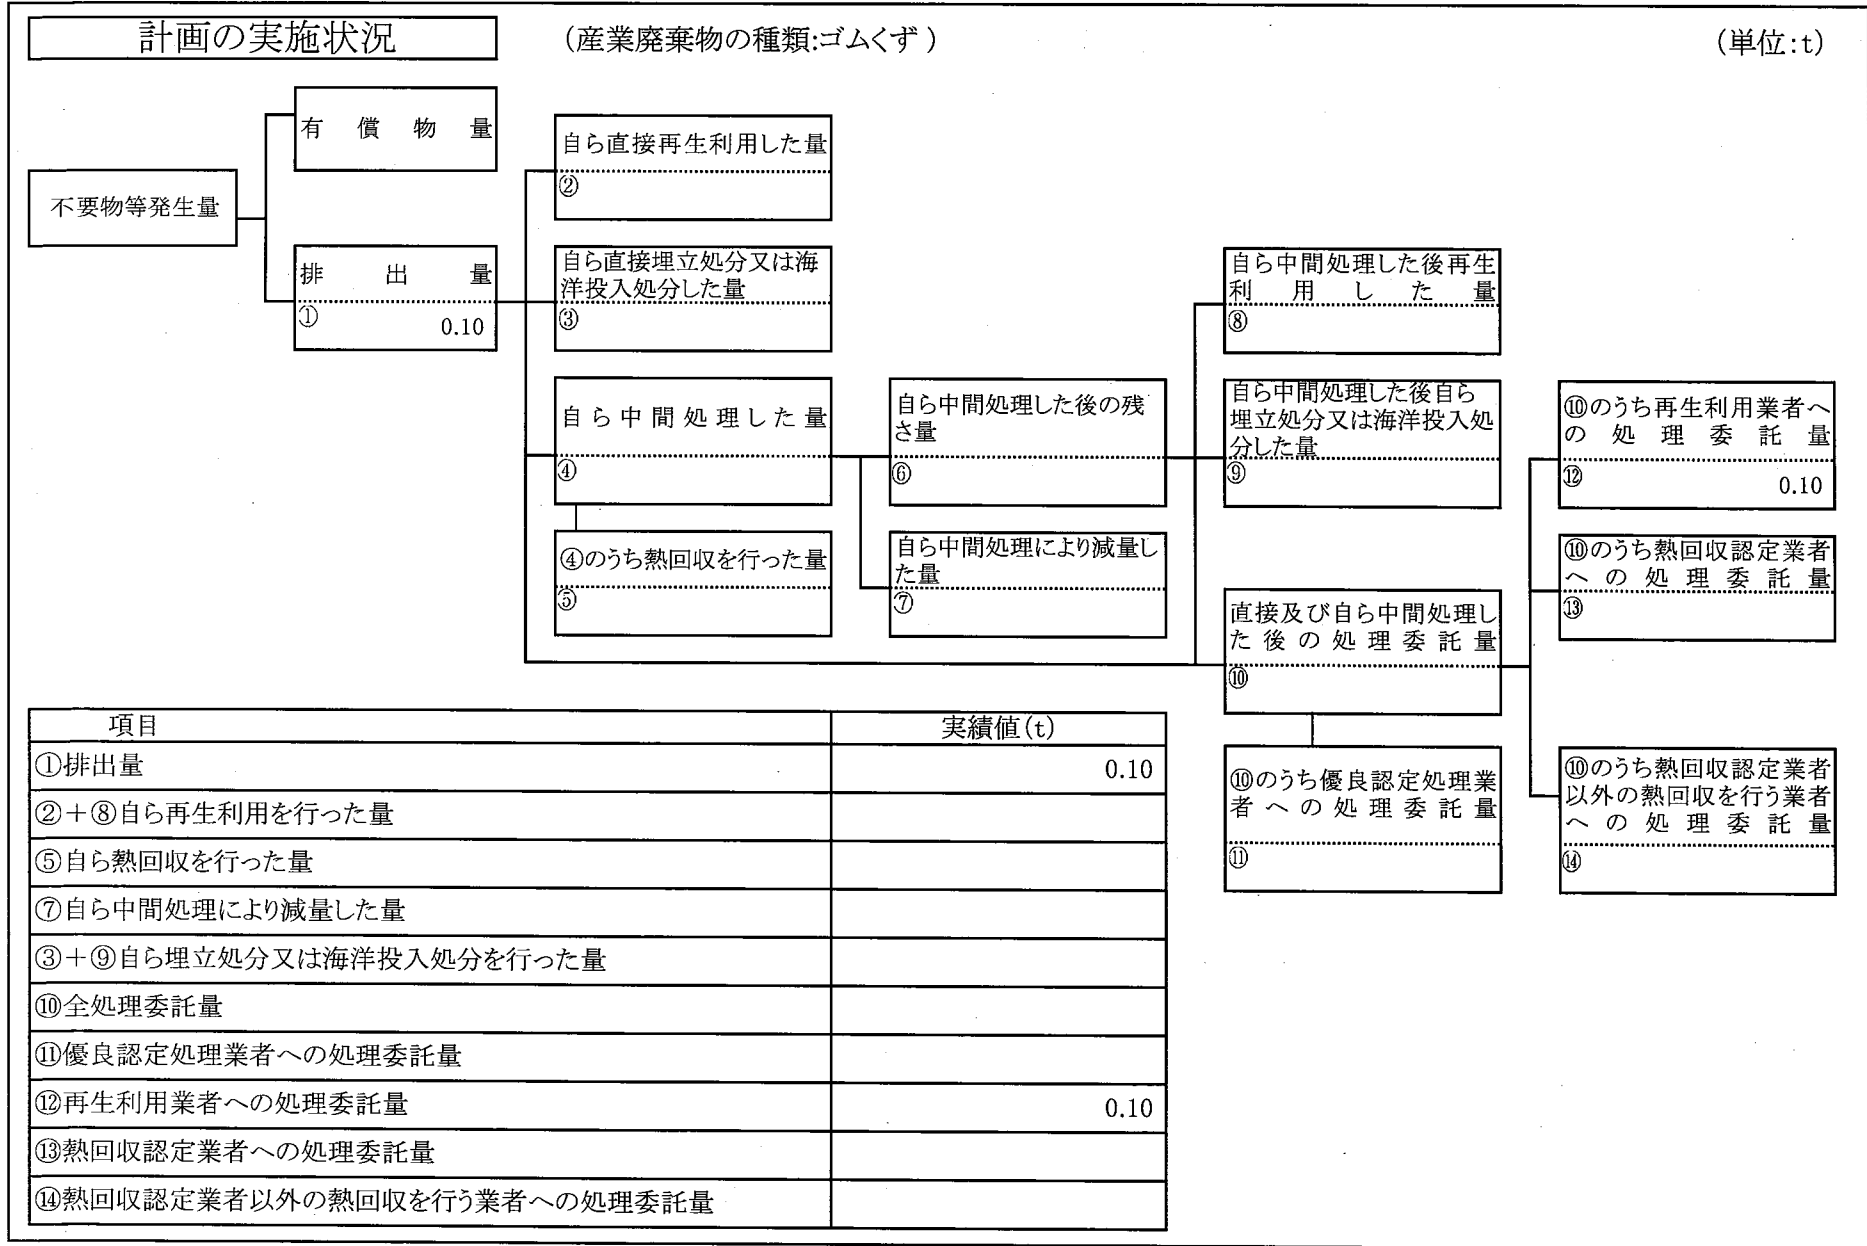 計画の実施状況
（産業廃棄物の種類:ゴムくず ）
（単位:t）
有償物量
不要物等発生量
排出量
①
0.10
自ら直接再生利用した量
②
自ら直接埋立処分又は海
洋投入処分した量
③
自ら中間処理した量
④
④のうち熱回収を行った量
⑤
自ら中間処理した後の残
さ量
⑥
自ら中間処理により減量し
た量
⑦
自ら中間処理した後再生
利用した量
⑧
自ら中間処理した後自ら
埋立処分又は海洋投入処
分した量
⑨
直接及び自ら中間処理し
た後の処理委託量
⑩
⑩のうち優良認定処理業
者への処理委託量
⑪
⑩のうち再生利用業者へ
の処理委託量
⑫
0.10
⑩のうち熱回収認定業者
への処理委託量
⑬
⑩のうち熱回収認定業者
以外の熱回収を行う業者
への処理委託量
⑭
項目 実績値(t)
①排出量 0.10
②＋⑧自ら再生利用を行った量
⑤自ら熱回収を行った量
⑦自ら中間処理により減量した量
③＋⑨自ら埋立処分又は海洋投入処分を行った量
⑩全処理委託量
⑪優良認定処理業者への処理委託量
⑫再生利用業者への処理委託量 0.10
⑬熱回収認定業者への処理委託量
⑭熱回収認定業者以外の熱回収を行う業者への処理委託量